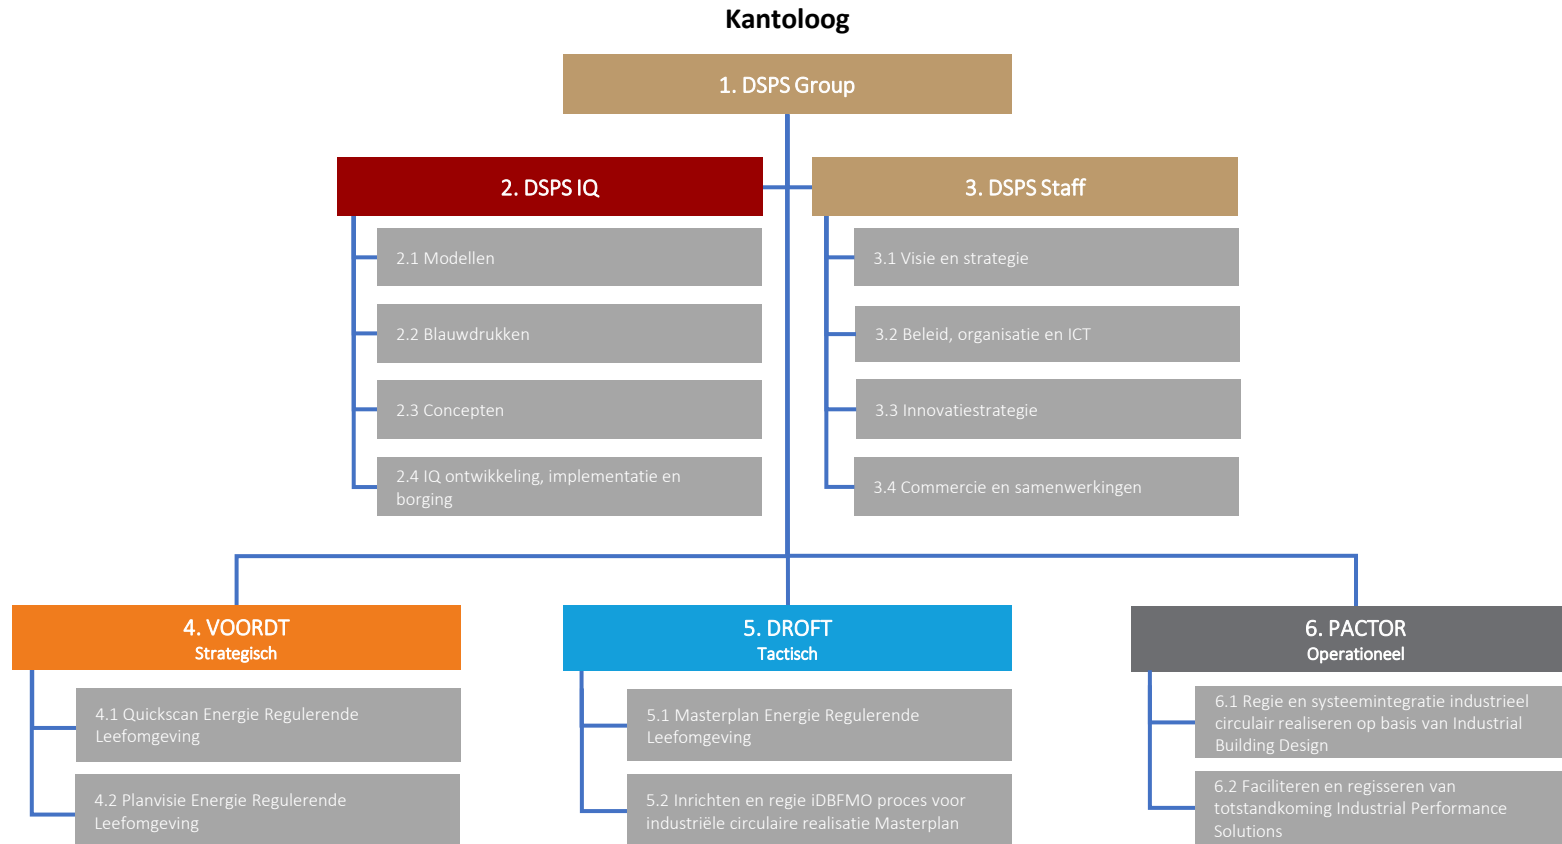 Kantoloog
1. DSPS Group
2. DSPS IQ
3. DSPS Staff
2.1 Modellen
2.2 Blauwdrukken
2.3 Concepten
2.4 IQ ontwikkeling, implementatie en
borging
3.1 Visie en strategie
3.2 Beleid, organisatie en ICT
3.3 Innovatiestrategie
3.4 Commercie en samenwerkingen
4. VOORDT
Strategisch
4.1 Quickscan Energie Regulerende
Leefomgeving
4.2 Planvisie Energie Regulerende
Leefomgeving
5. DROFT
Tactisch
5.1 Masterplan Energie Regulerende
Leefomgeving
5.2 Inrichten en regie iDBFMO proces voor
industriële circulaire realisatie Masterplan
6. PACTOR
Operationeel
6.1 Regie en systeemintegratie industrieel
circulair realiseren op basis van Industrial
Building Design
6.2 Faciliteren en regisseren van
totstandkoming Industrial Performance
Solutions